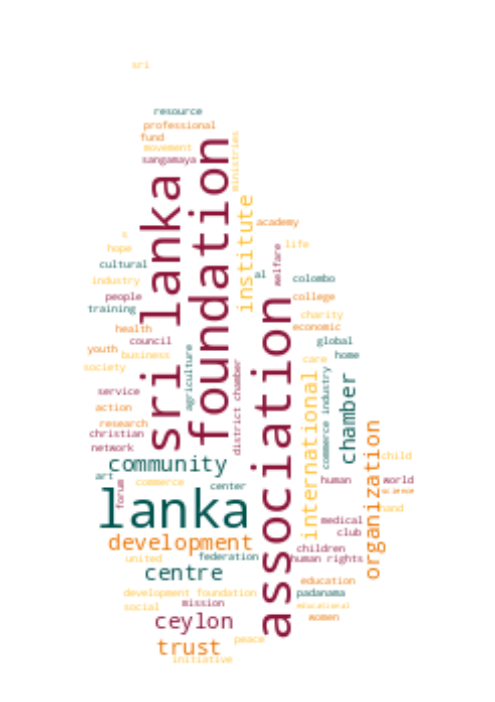 sri
resource
professional
fund
movement
sangamaya
ministries
sri lanka
foundation
institute
academy
s
hope
life
cultural
welfare
al
industry
colombo
people
college
training
charity
health
economic
council
global
youth
business
home
society
agriculture
care
service
district chamber
association
international
commerce industry
chamber
action
research
christian
network
organization
community
child
art
forum
commerce
center
human
world
science
lanka
hand
medical
club
development
children
united
federation
human rights
centre
education
development foundation
padanama
social
mission
educational
ceylon
women
peace
trust
initiative